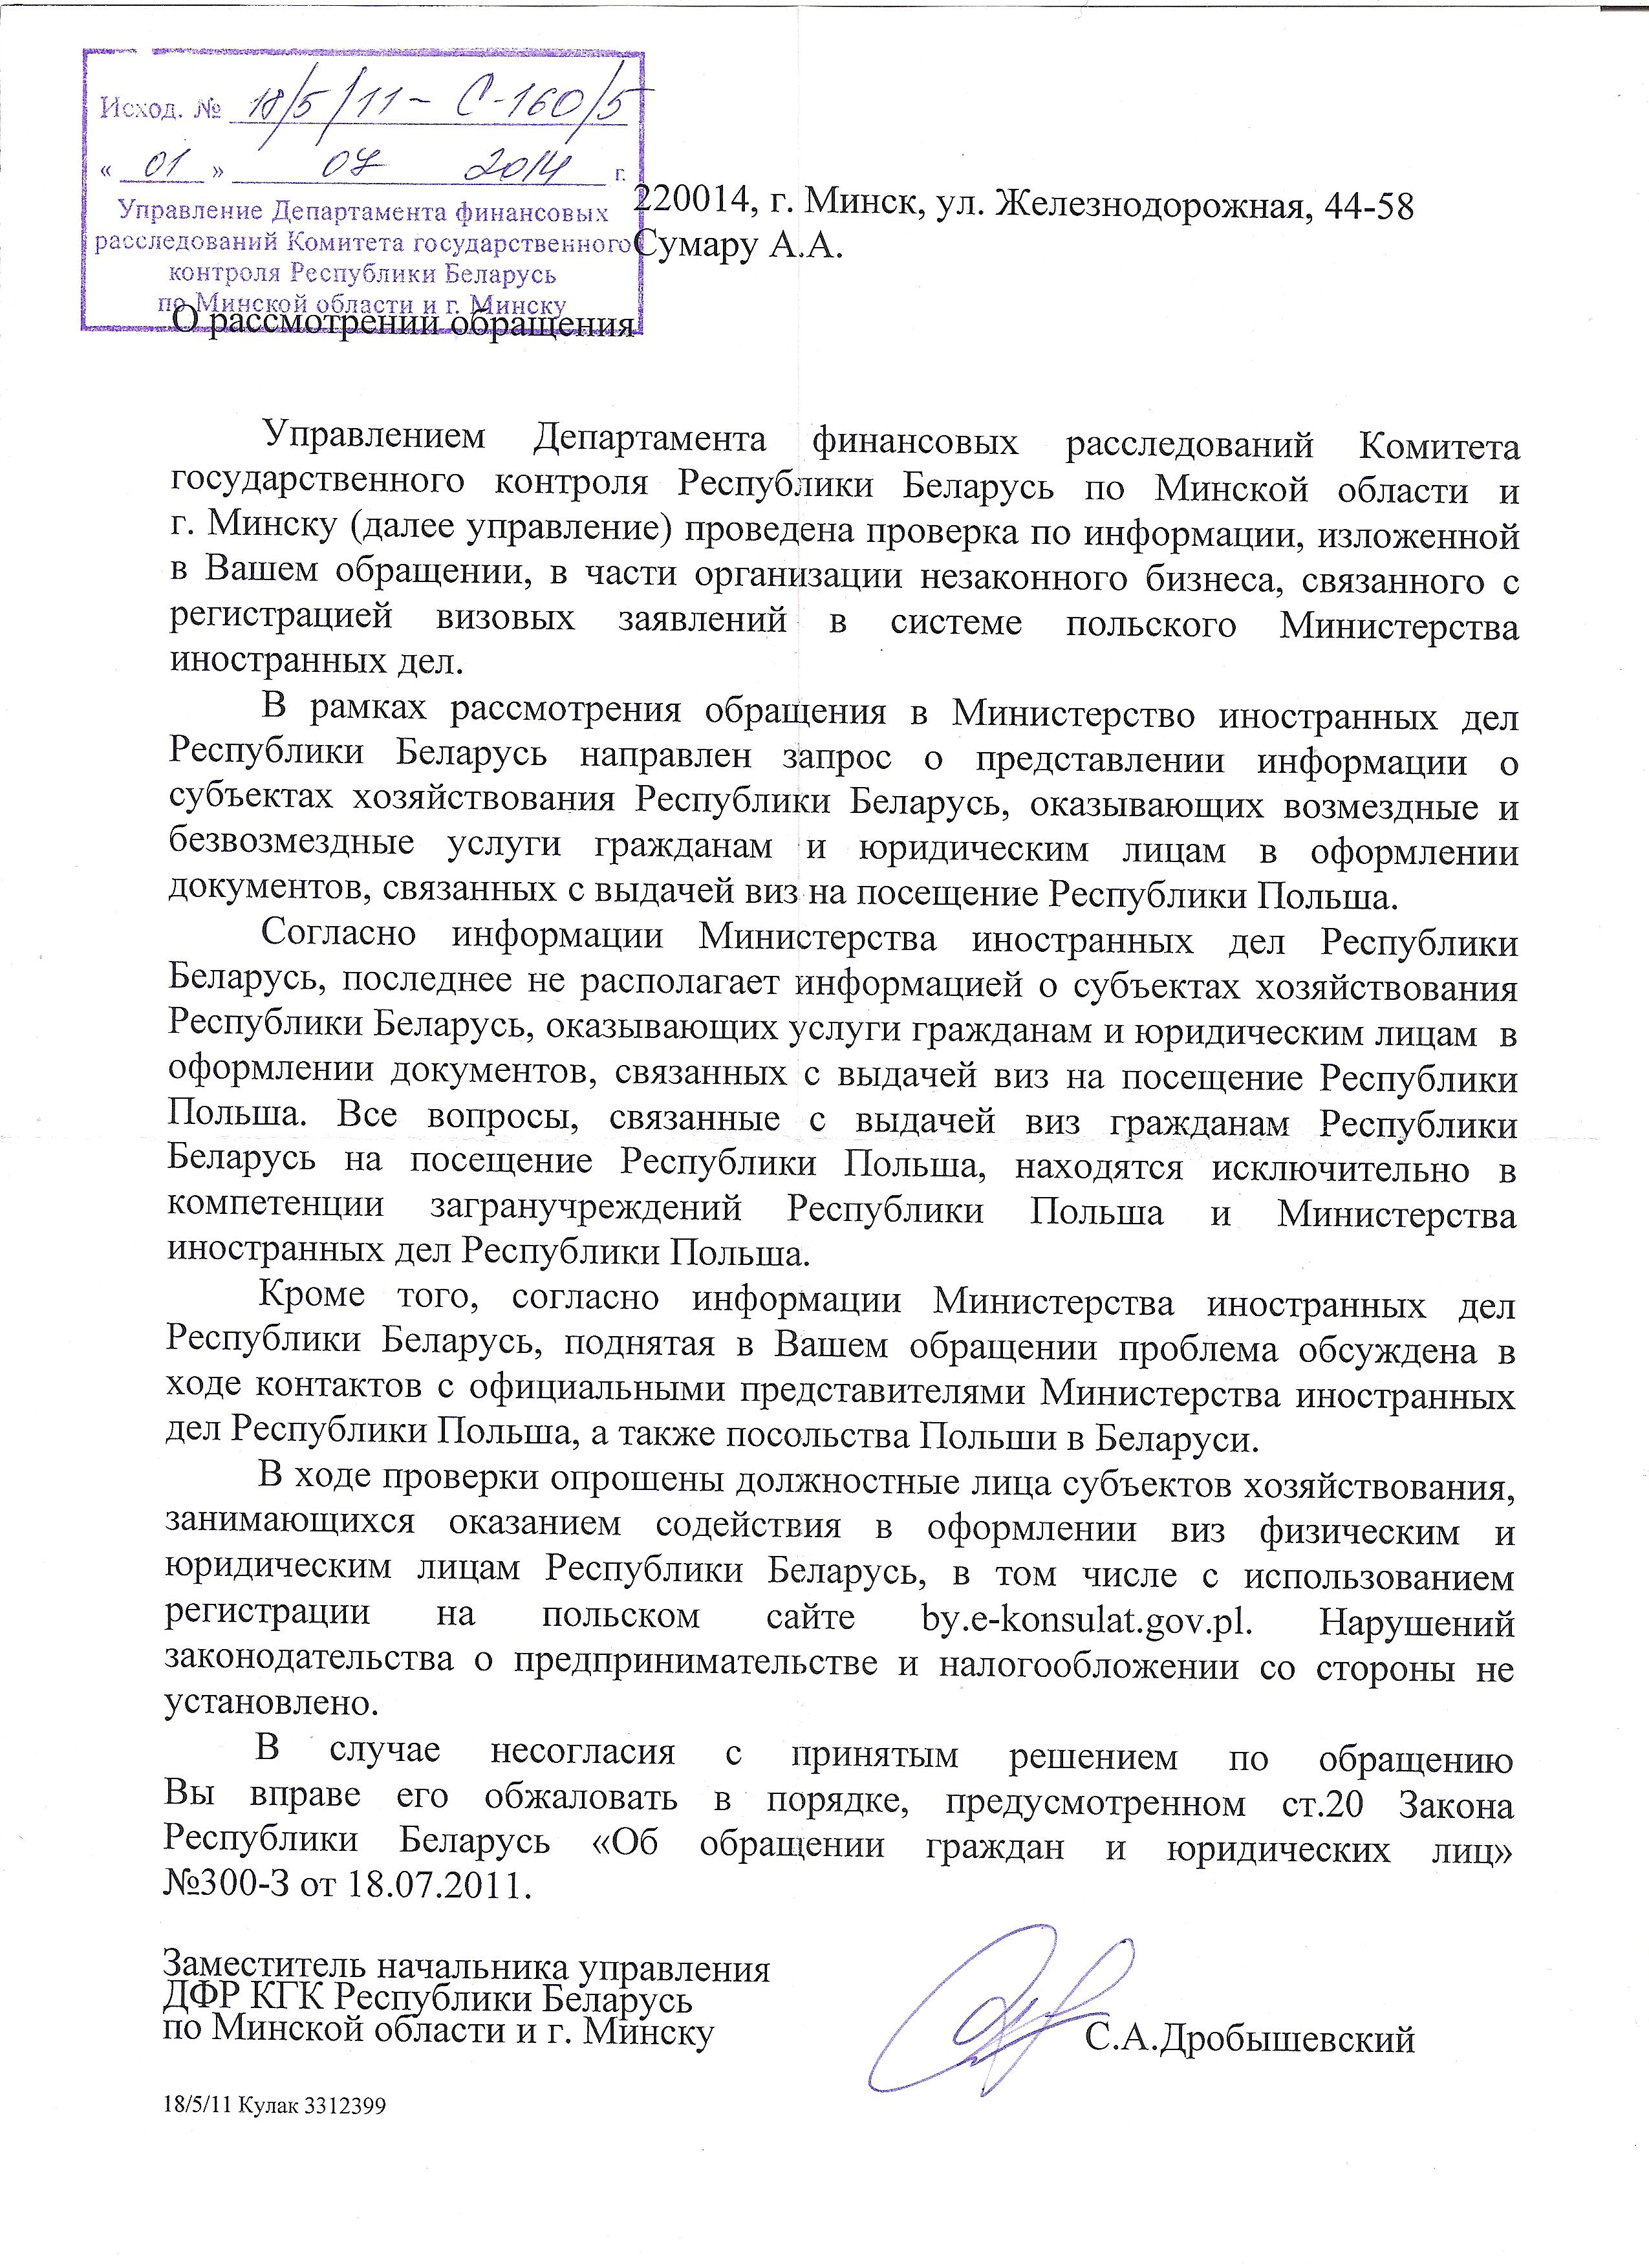 Исход. № 18/5/11- С-160/5
« 01 » 07 2014 г.
Управление Департамента финансовых
расследований Комитета государственного
контроля Республики Беларусь
по Минской области и г. Минску
220014, г. Минск, ул. Железнодорожная, 44-58
Сумару А.А.
О рассмотрении обращения
Управлением Департамента финансовых расследований Комитета
государственного контроля Республики Беларусь по Минской области и
г. Минску (далее управление) проведена проверка по информации, изложенной
в Вашем обращении, в части организации незаконного бизнеса, связанного с
регистрацией визовых заявлений в системе польского Министерства
иностранных дел.
В рамках рассмотрения обращения в Министерство иностранных дел
Республики Беларусь направлен запрос о представлении информации о
субъектах хозяйствования Республики Беларусь, оказывающих возмездные и
безвозмездные услуги гражданам и юридическим лицам в оформлении
документов, связанных с выдачей виз на посещение Республики Польша.
Согласно информации Министерства иностранных дел Республики
Беларусь, последнее не располагает информацией о субъектах хозяйствования
Республики Беларусь, оказывающих услуги гражданам и юридическим лицам в
оформлении документов, связанных с выдачей виз на посещение Республики
Польша. Все вопросы, связанные с выдачей виз гражданам Республики
Беларусь на посещение Республики Польша, находятся исключительно в
компетенции загранучреждений Республики Польша и Министерства
иностранных дел Республики Польша.
Кроме того, согласно информации Министерства иностранных дел
Республики Беларусь, поднятая в Вашем обращении проблема обсуждена в
ходе контактов с официальными представителями Министерства иностранных
дел Республики Польша, а также посольства Польши в Беларуси.
В ходе проверки опрошены должностные лица субъектов хозяйствования,
занимающихся оказанием содействия в оформлении виз физическим и
юридическим лицам Республики Беларусь, в том числе с использованием
регистрации на польском сайте by.e-konsulat.gov.pl. Нарушений
законодательства о предпринимательстве и налогообложении со стороны не
установлено.
В случае несогласия с принятым решением по обращению
Вы вправе его обжаловать в порядке, предусмотренном ст.20 Закона
Республики Беларусь «Об обращении граждан и юридических лиц»
№300-З от 18.07.2011.
Заместитель начальника управления
ДФР КГК Республики Беларусь
по Минской области и г. Минску
С.А.Дробышевский
18/5/11 Кулак 3312399